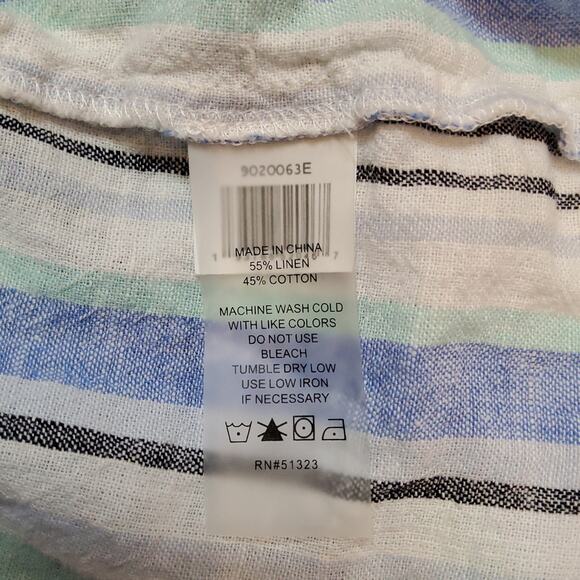 9020063E
MADE IN CHINA
55% LINEN
45% COTTON
MACHINE WASH COLD
WITH LIKE COLORS
DO NOT USE
BLEACH
TUMBLE DRY LOW
USE LOW IRON
IF NECESSARY
RN#51323